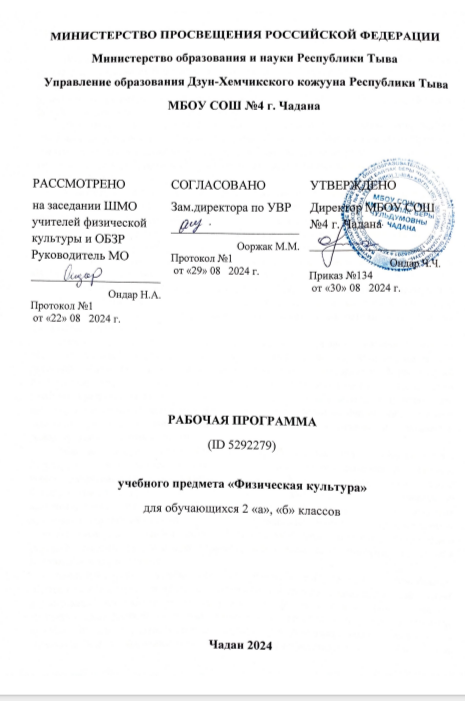 МИНИСТЕРСТВО ПРОСВЕЩЕНИЯ РОССИЙСКОЙ ФЕДЕРАЦИИ
Министерство образования и науки Республики Тыва
Управление образования Дзун-Хемчикского кожууна Республики Тыва
МБОУ СОШ №4 г. Чадана
РАССМОТРЕНО
на заседании ШМО
учителей физической
культуры и ОБЗР
Руководитель МО
Ондар Н.А.
Протокол №1
от «22» 08 2024 г.
СОГЛАСОВАНО
Зам.директора по УВР
Ооржак М.М.
Протокол №1
от «29» 08 2024 г.
УТВЕРЖДЕНО
Директор МБОУ СОШ
№4 г. Чадана
Ондар Ч.Ч.
Приказ №134
от «30» 08 2024 г.
РАБОЧАЯ ПРОГРАММА
(ID 5292279)
учебного предмета «Физическая культура»
для обучающихся 2 «а», «б» классов
Чадан 2024